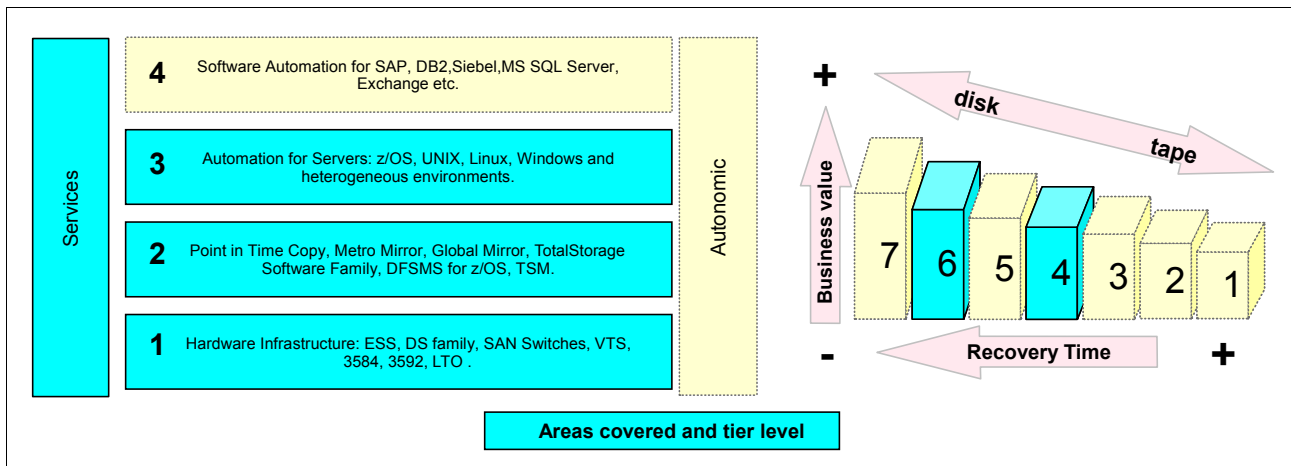 Services
4
Software Automation for SAP, DB2,Siebel,MS SQL Server,
Exchange etc.
3
Automation for Servers: z/OS, UNIX, Linux, Windows and
heterogeneous environments.
2
Point in Time Copy, Metro Mirror, Global Mirror, TotalStorage
Software Family, DFSMS for z/OS, TSM.
1
Hardware Infrastructure: ESS, DS family, SAN Switches, VTS,
3584, 3592, LTO .
Autonomic
+
disk
tape
Business value
7
6
5
4
3
2
1
-
Recovery Time
+
Areas covered and tier level